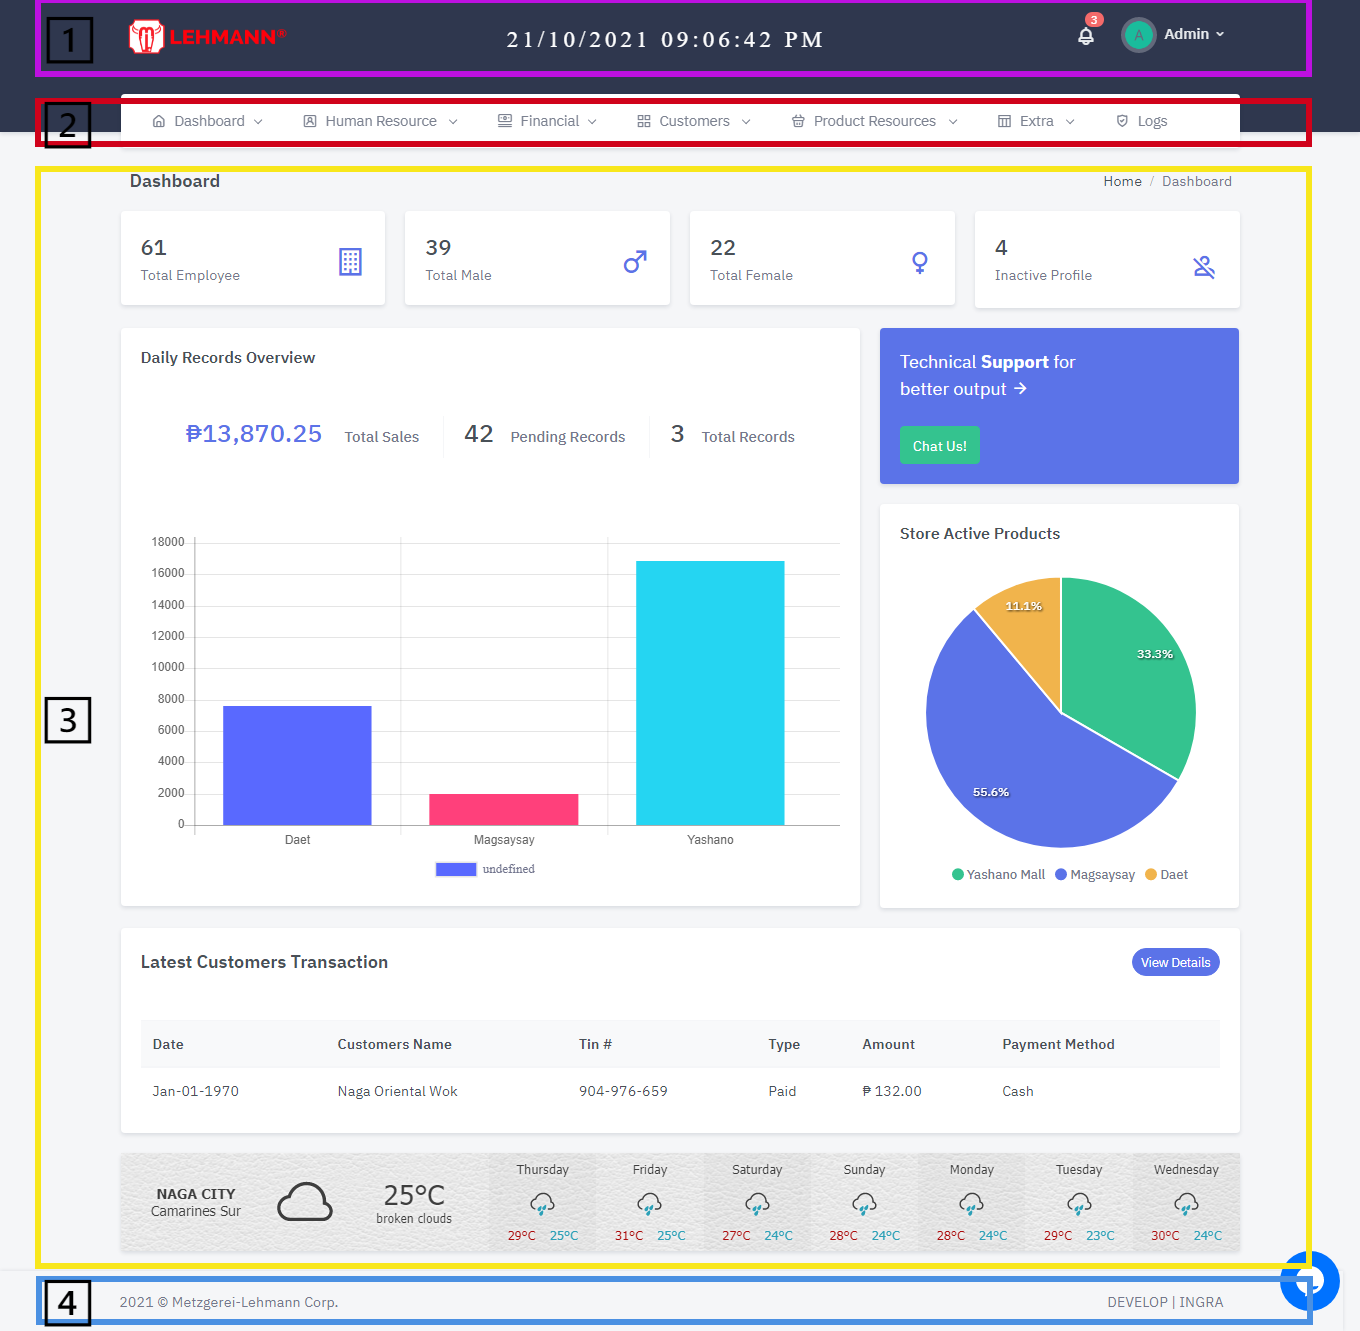 1
LEHMANN®
21/10/2021 09:06:42 PM
3
A
Admin
2
Dashboard
Human Resource
Financial
Customers
Product Resources
Extra
Logs
Dashboard
Home / Dashboard
61
Total Employee
39
Total Male
22
Total Female
4
Inactive Profile
Daily Records Overview
₱13,870.25 Total Sales
42 Pending Records
3 Total Records
Technical Support for
better output →
Chat Us!
Store Active Products
18000
16000
14000
12000
10000
8000
6000
4000
2000
0
Daet
Magsaysay
Yashano
undefined
11.1%
33.3%
55.6%
Yashano Mall
Magsaysay
Daet
3
Latest Customers Transaction
View Details
Date Customers Name Tin # Type Amount Payment Method
Jan-01-1970 Naga Oriental Wok 904-976-659 Paid ₱ 132.00 Cash
NAGA CITY
Camarines Sur
25°C
broken clouds
Thursday
29°C 25°C
Friday
31°C 25°C
Saturday
27°C 24°C
Sunday
28°C 24°C
Monday
28°C 24°C
Tuesday
29°C 23°C
Wednesday
30°C 24°C
4
2021 © Metzgerei-Lehmann Corp.
DEVELOP | INGRA